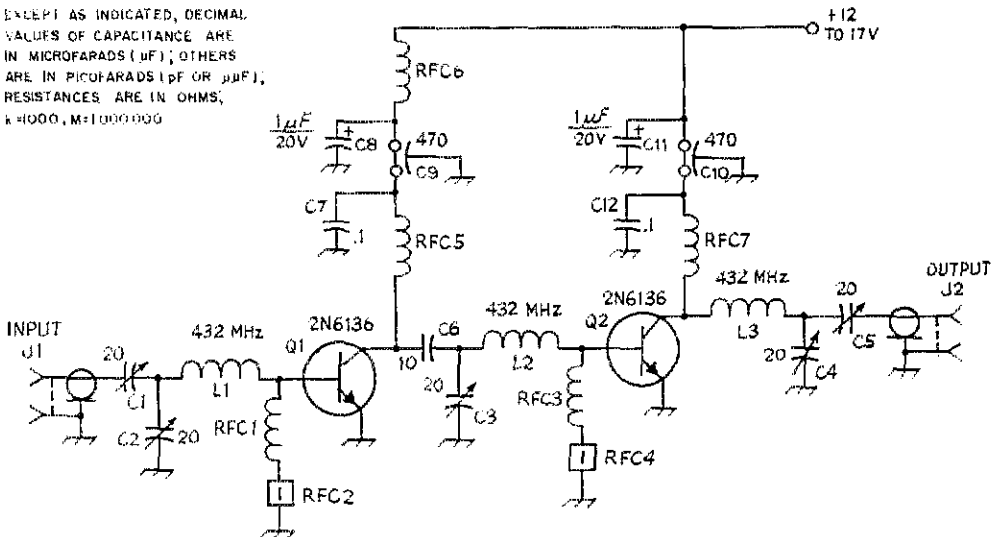 EXCEPT AS INDICATED, DECIMAL
VALUES OF CAPACITANCE ARE
IN MICROFARADS (µF); OTHERS
ARE IN PICOFARADS (pF OR µµF);
RESISTANCES ARE IN OHMS;
k=1000, M=1000000
+12
TO 17V
RFC6
1µF
20V
C8
470
C9
1µF
20V
C11
470
C10
C7
.1
RFC5
C12
.1
RFC7
INPUT
J1
20
C1
C2
20
432 MHz
L1
RFC1
RFC2
2N6136
Q1
C6
10
20
C3
432 MHz
L2
RFC3
RFC4
2N6136
Q2
432 MHz
L3
20
C4
20
C5
OUTPUT
J2